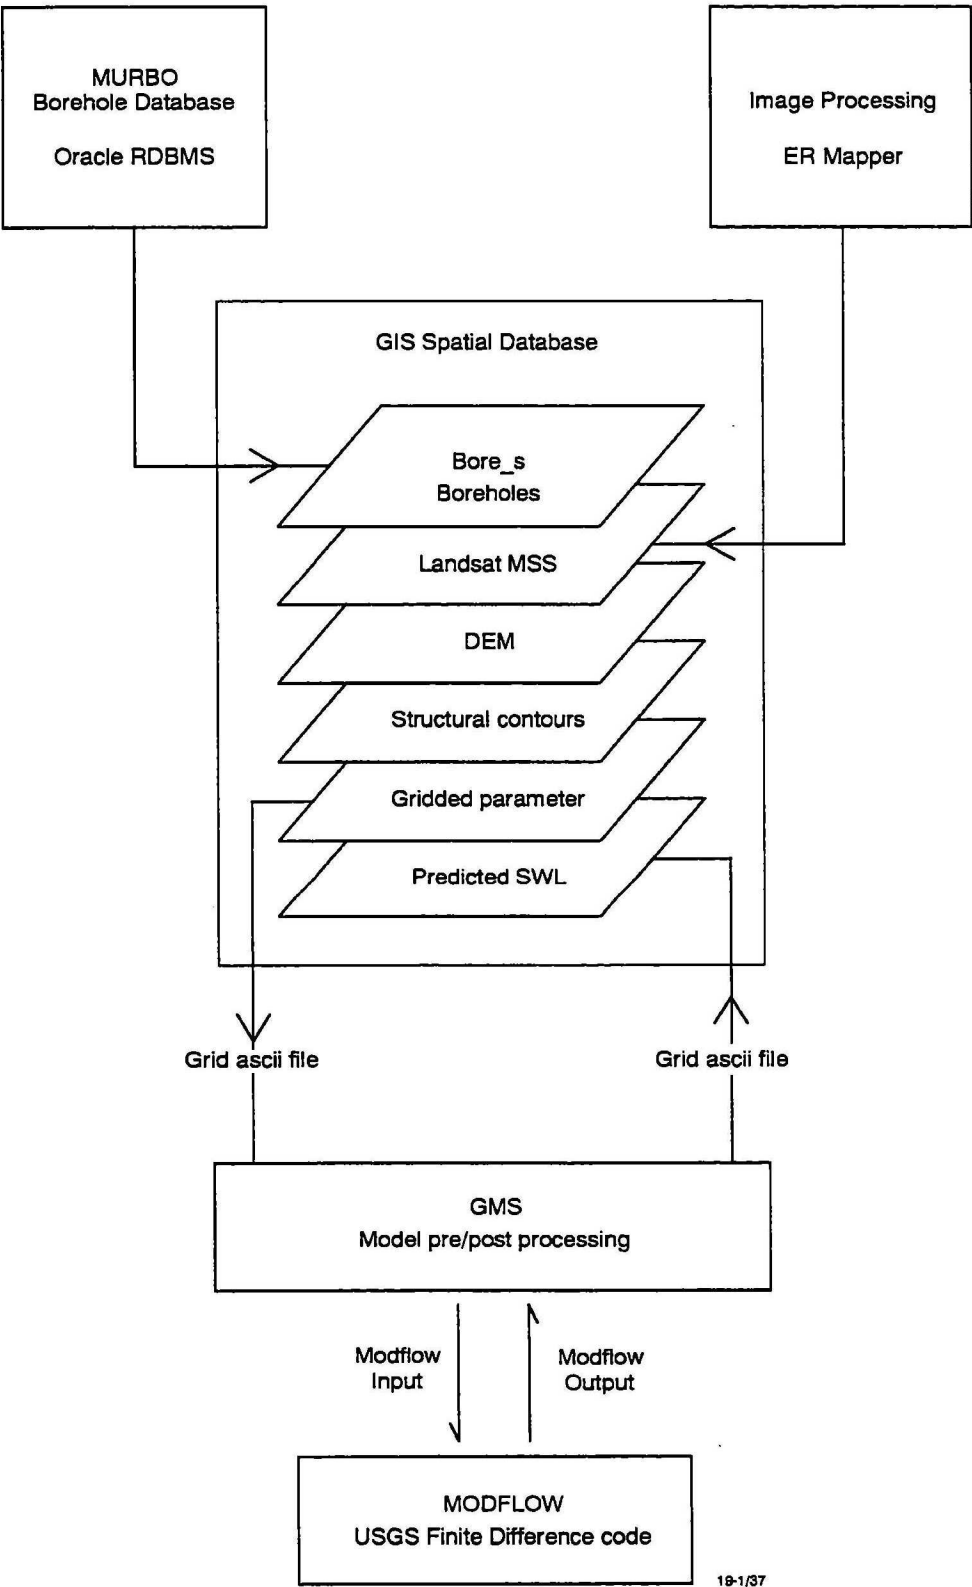 MURBO
Borehole Database
Oracle RDBMS
Image Processing
ER Mapper
GIS Spatial Database
Bore_s
Boreholes
Landsat MSS
DEM
Structural contours
Gridded parameter
Predicted SWL
Grid ascii file
Grid ascii file
GMS
Model pre/post processing
Modflow
Input
Modflow
Output
MODFLOW
USGS Finite Difference code
19-1/37